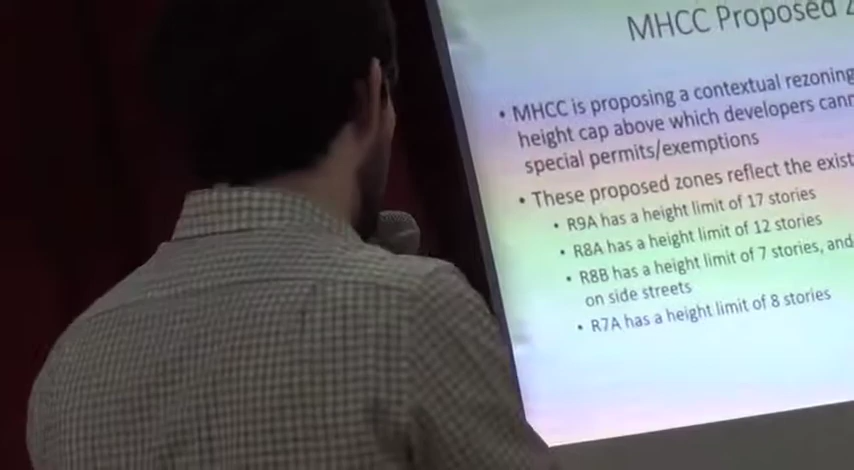 MHCC Proposed
• MHCC is proposing a contextual rezoning
height cap above which developers
special permits/exemptions
• These proposed zones reflect the
• R9A has a height limit of 17 stories
• R8A has a height limit of 12 stories
• R8B has a height limit of 7 stories, and
on side streets
• R7A has a height limit of 8 stories